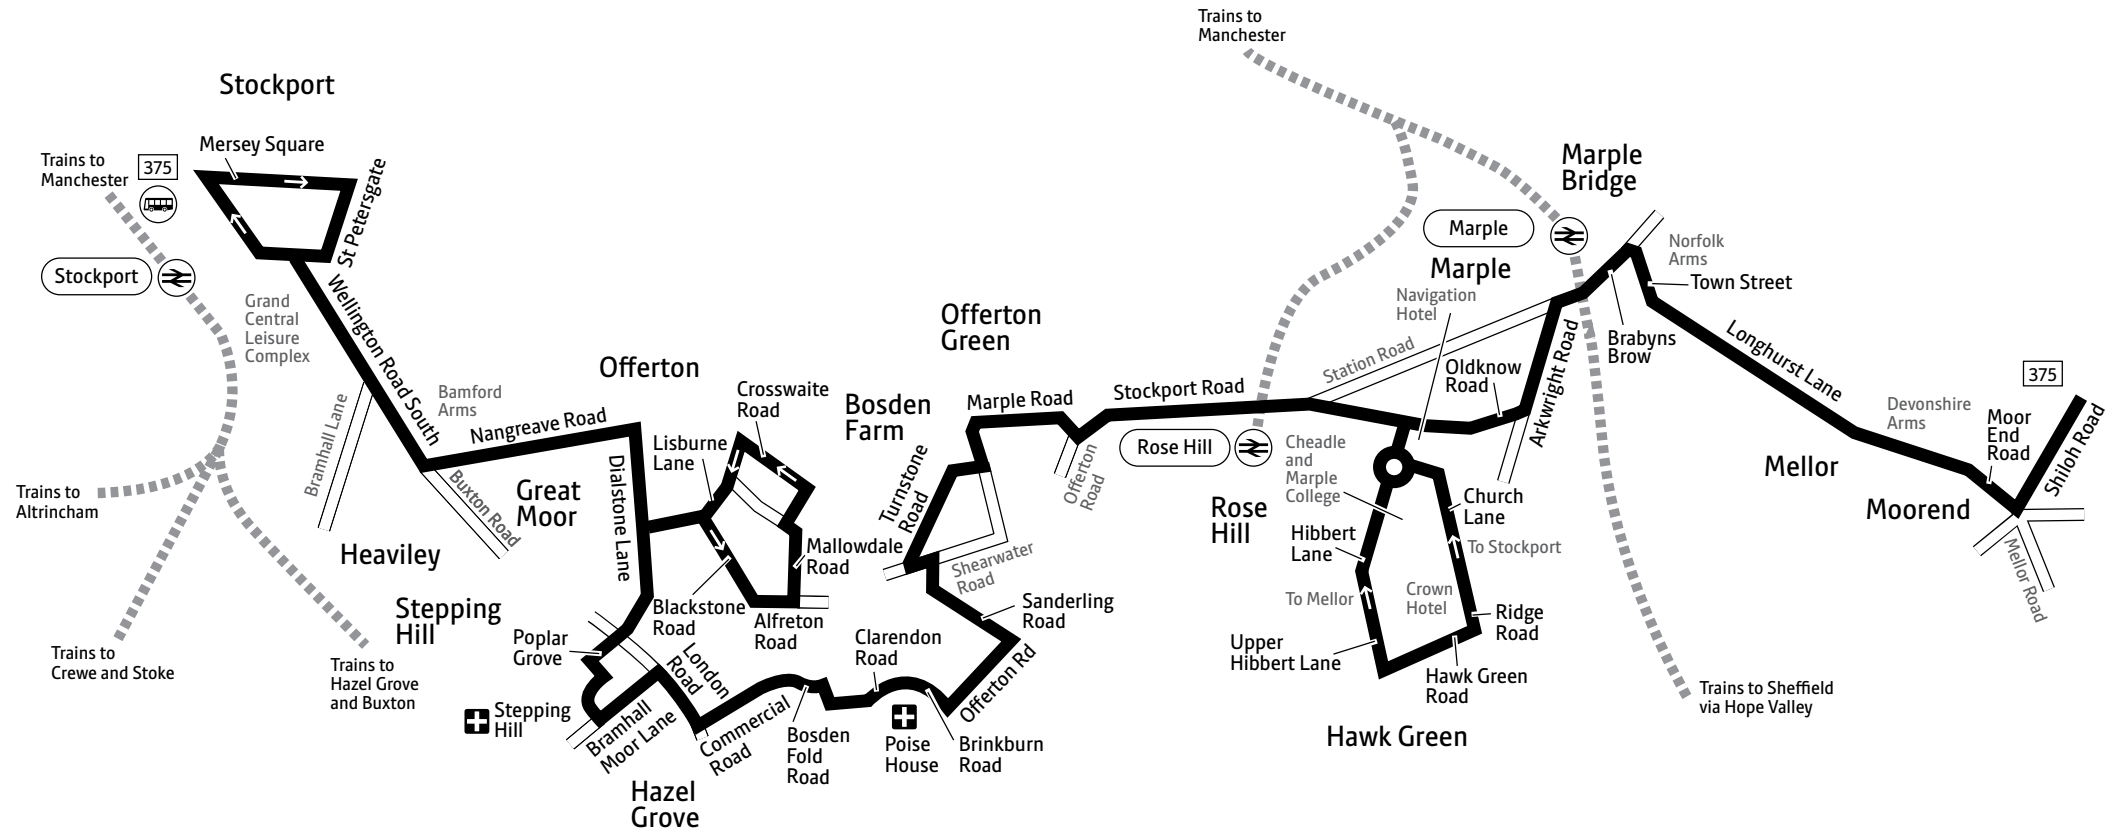 Trains to
Manchester
Stockport
Mersey Square
375
Trains to
Manchester
St Petersgate
Stockport
Grand
Central
Leisure
Complex
Wellington Road South
Bramhall Lane
Bamford
Arms
Nangreave Road
Buxton Road
Heaviley
Trains to
Altrincham
Trains to
Crewe and Stoke
Trains to
Hazel Grove
and Buxton
Offerton
Great
Moor
Dialstone Lane
Lisburne
Lane
Crosswaite
Road
Mallowdale
Road
Blackstone
Road
Alfreton
Road
Stepping
Hill
Poplar
Grove
Stepping
Hill
London
Road
Bramhall
Moor Lane
Commercial
Road
Hazel
Grove
Bosden
Fold
Road
Clarendon
Road
Poise
House
Brinkburn
Road
Offerton Rd
Sanderling
Road
Shearwater
Road
Turnstone
Road
Bosden
Farm
Offerton
Green
Marple Road
Offerton
Road
Stockport Road
Rose Hill
Rose
Hill
Station Road
Navigation
Hotel
Marple
Marple
Marple
Bridge
Oldknow
Road
Arkwright Road
Cheadle
and
Marple
College
Church
Lane
Hibbert
Lane
To Stockport
To Mellor
Crown
Hotel
Ridge
Road
Upper
Hibbert Lane
Hawk Green
Road
Hawk Green
Norfolk
Arms
Town Street
Brabyns
Brow
Longhurst Lane
Devonshire
Arms
Mellor
Moorend
Moor
End
Road
375
Shiloh Road
Mellor Road
Trains to Sheffield
via Hope Valley